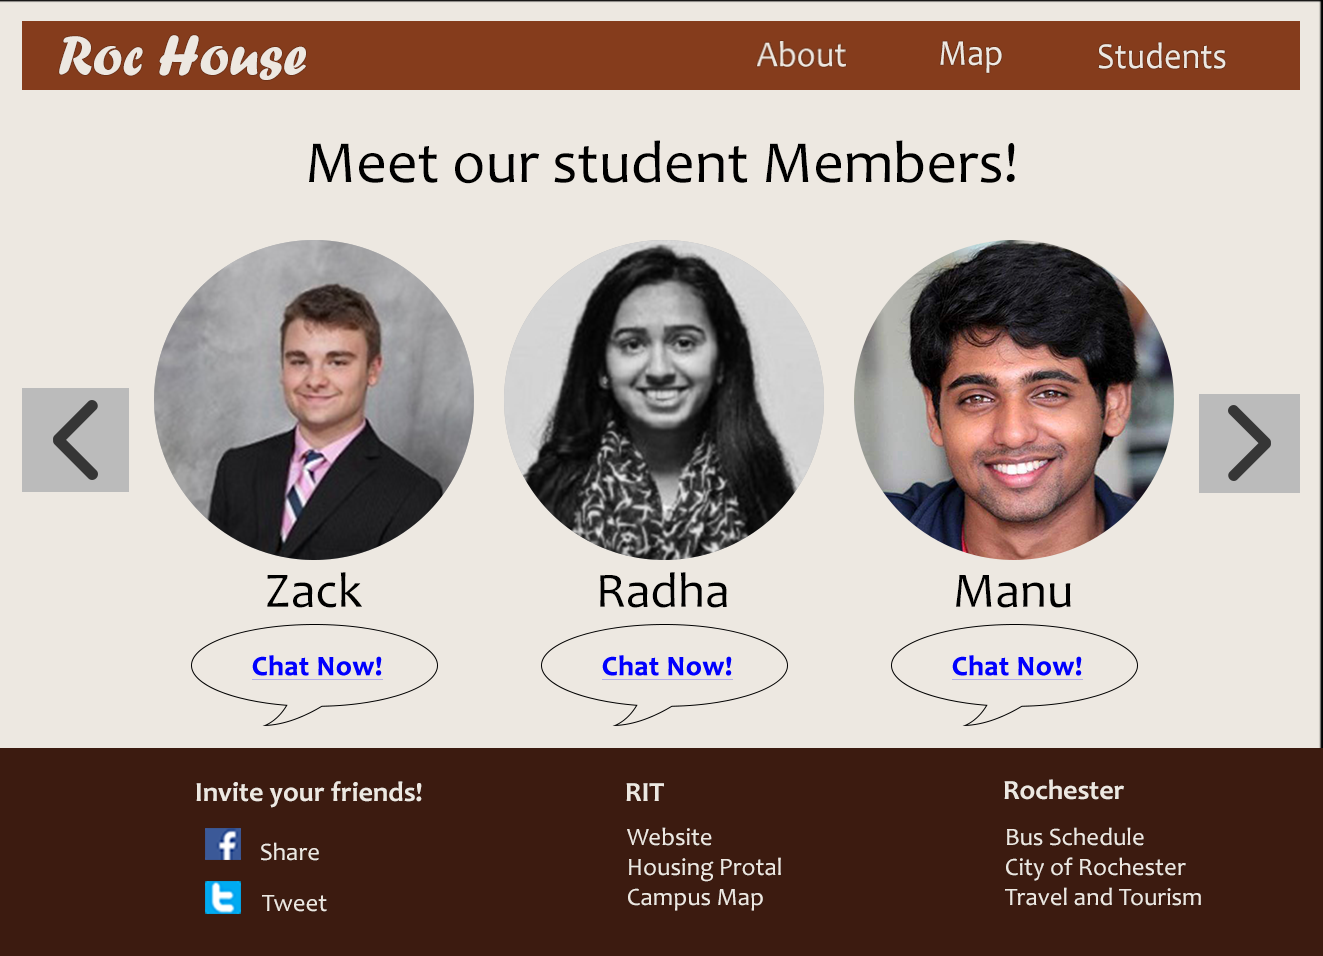 Roc House
About Map Students
Meet our student Members!
Zack Radha Manu
Chat Now! Chat Now! Chat Now!
Invite your friends!
Share
Tweet
RIT
Website
Housing Protal
Campus Map
Rochester
Bus Schedule
City of Rochester
Travel and Tourism